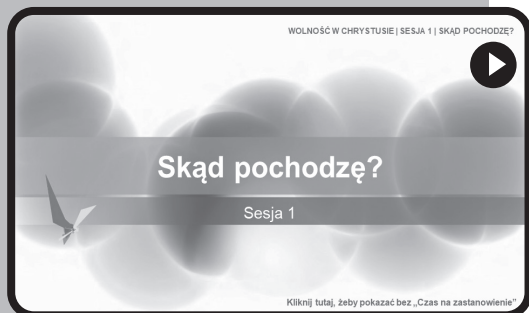 WOLNOŚĆ W CHRYSTUSIE | SESJA 1 | SKĄD POCHODZĘ?
Skąd pochodzę?
Sesja 1
Kliknij tutaj, żeby pokazać bez „Czas na zastanowienie”